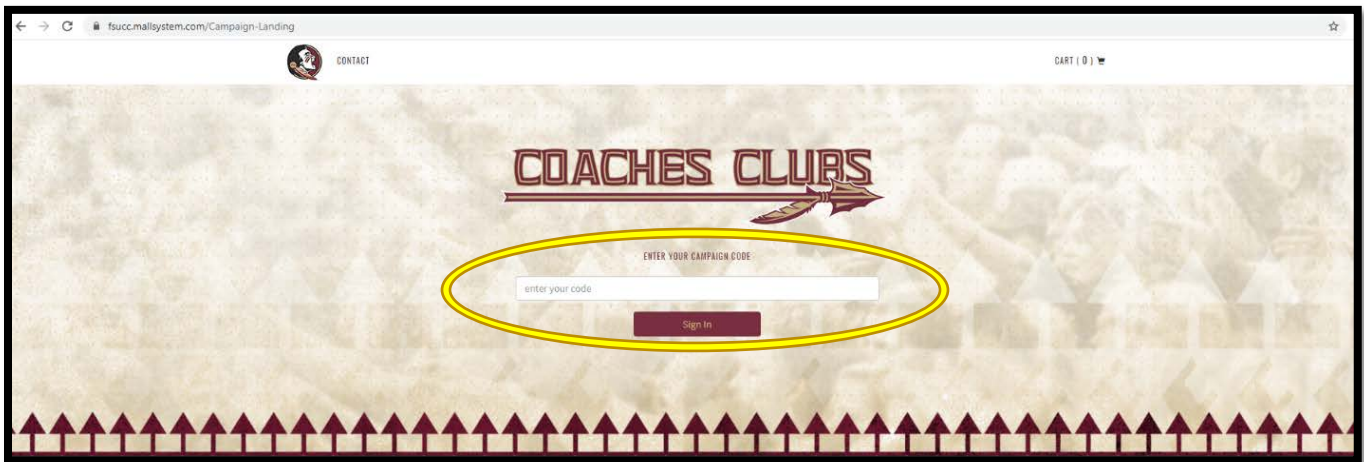 fsucc.mallsystem.com/Campaign-Landing
CONTACT
CART ( 0 )
COACHES CLUBS
ENTER YOUR CAMPAIGN CODE
enter your code
Sign In